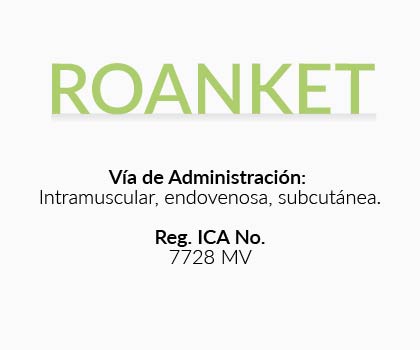 ROANKET
Vía de Administración:
Intramuscular, endovenosa, subcutánea.
Reg. ICA No.
7728 MV